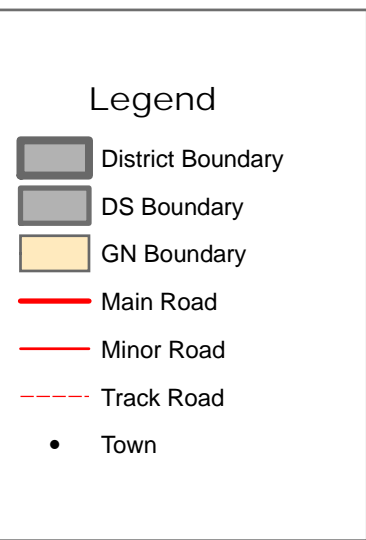 Legend
District Boundary
DS Boundary
GN Boundary
Main Road
Minor Road
Track Road
Town